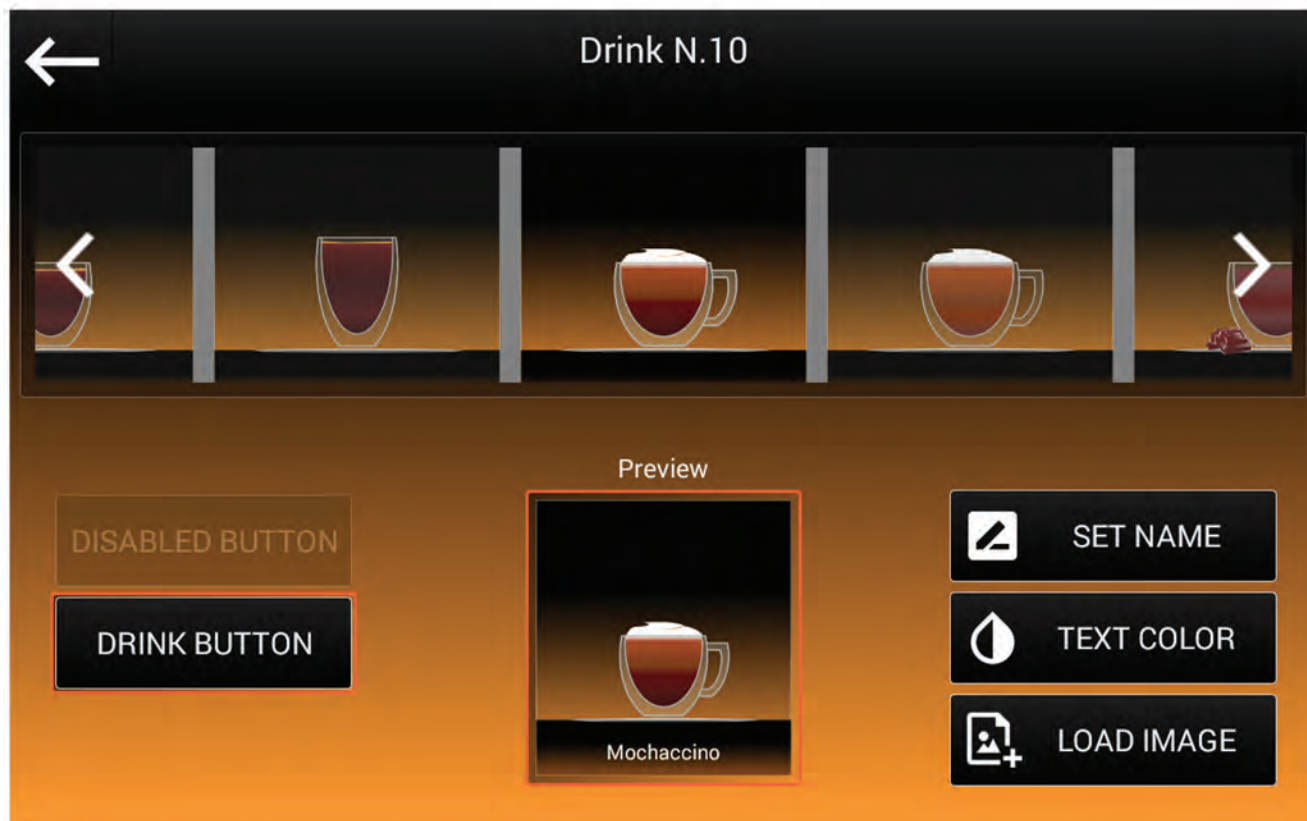 Drink N.10
Preview
DISABLED BUTTON
DRINK BUTTON
Mochaccino
SET NAME
TEXT COLOR
LOAD IMAGE